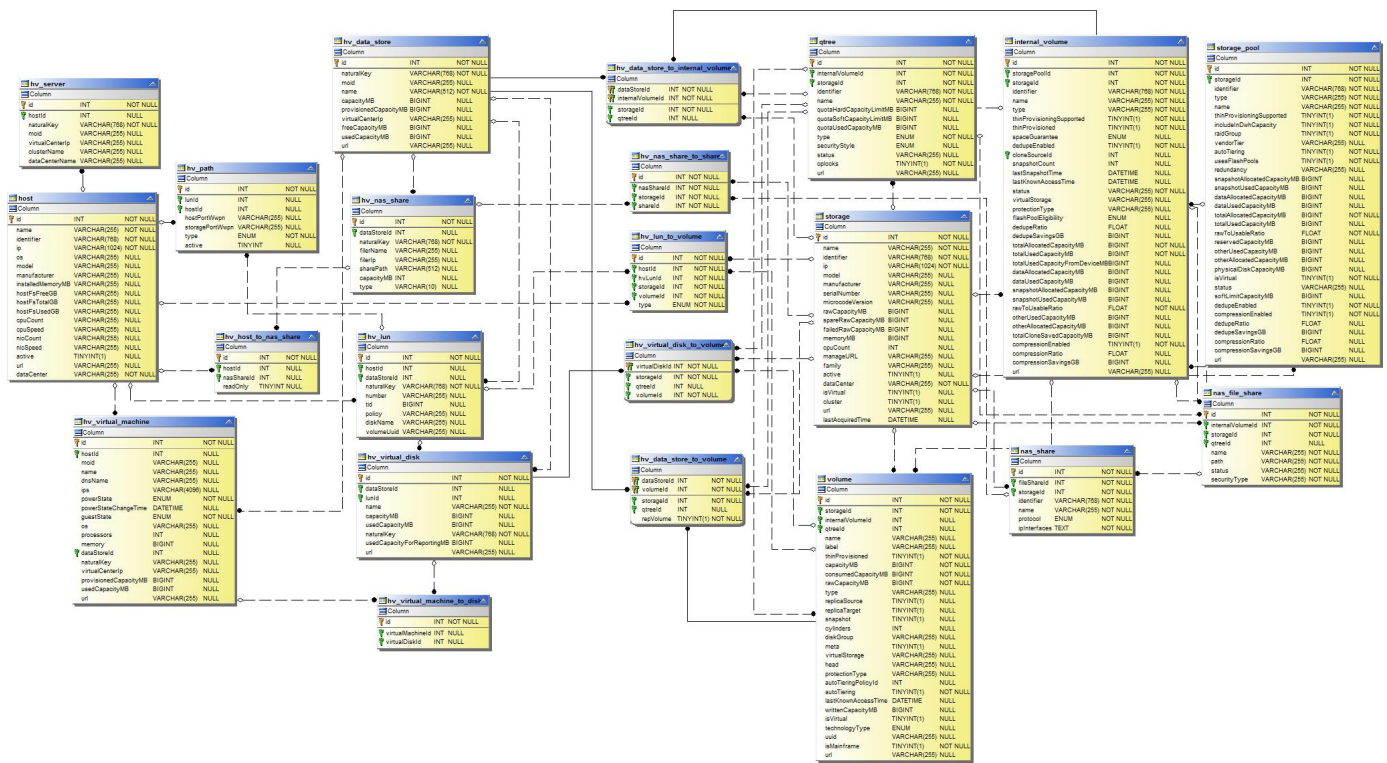 hv_server
Column
id INT NOT NULL
hostId INT NULL
naturalKey VARCHAR(768) NOT NULL
moid VARCHAR(255) NULL
virtualCenterIp VARCHAR(255) NULL
clusterName VARCHAR(255) NULL
dataCenterName VARCHAR(255) NULL
host
Column
id INT NOT NULL
name VARCHAR(255) NOT NULL
identifier VARCHAR(768) NOT NULL
ip VARCHAR(1024) NOT NULL
os VARCHAR(255) NULL
model VARCHAR(255) NULL
manufacturer VARCHAR(255) NULL
installedMemoryMB VARCHAR(255) NULL
hostFsFreeGB VARCHAR(255) NULL
hostFsTotalGB VARCHAR(255) NULL
hostFsUsedGB VARCHAR(255) NULL
cpuCount VARCHAR(255) NULL
cpuSpeed VARCHAR(255) NULL
nicCount VARCHAR(255) NULL
nicSpeed VARCHAR(255) NULL
active TINYINT(1) NULL
url VARCHAR(255) NULL
dataCenter VARCHAR(255) NOT NULL
hv_path
Column
id INT NOT NULL
lunId INT NULL
hostId INT NULL
hostPortWwpn VARCHAR(255) NULL
storagePortWwpn VARCHAR(255) NULL
type ENUM NOT NULL
active TINYINT NULL
hv_host_to_nas_share
Column
id INT NOT NULL
hostId INT NULL
nasShareId INT NULL
readOnly TINYINT NULL
hv_virtual_machine
Column
id INT NOT NULL
hostId INT NULL
moid VARCHAR(255) NULL
name VARCHAR(255) NULL
dnsName VARCHAR(255) NULL
ips VARCHAR(4096) NULL
powerState ENUM NOT NULL
powerStateChangeTime DATETIME NULL
guestState ENUM NOT NULL
os VARCHAR(255) NULL
processors INT NULL
memory BIGINT NULL
dataStoreId INT NULL
naturalKey VARCHAR(255) NULL
virtualCenterIp VARCHAR(255) NULL
provisionedCapacityMB BIGINT NULL
usedCapacityMB BIGINT NULL
url VARCHAR(255) NULL
hv_data_store
Column
id INT NOT NULL
naturalKey VARCHAR(768) NOT NULL
moid VARCHAR(255) NULL
name VARCHAR(512) NOT NULL
capacityMB BIGINT NULL
provisionedCapacityMB BIGINT NULL
virtualCenterIp VARCHAR(255) NULL
freeCapacityMB BIGINT NULL
usedCapacityMB BIGINT NULL
url VARCHAR(255) NULL
hv_nas_share
Column
id INT NOT NULL
dataStoreId INT NULL
naturalKey VARCHAR(768) NOT NULL
filerName VARCHAR(255) NULL
filerIp VARCHAR(255) NULL
sharePath VARCHAR(512) NULL
capacityMB INT NULL
type VARCHAR(10) NULL
hv_lun
Column
id INT NOT NULL
hostId INT NULL
dataStoreId INT NULL
naturalKey VARCHAR(768) NOT NULL
number VARCHAR(255) NULL
tid BIGINT NULL
policy VARCHAR(255) NULL
diskName VARCHAR(255) NULL
volumeUuid VARCHAR(255) NULL
hv_virtual_disk
Column
id INT NOT NULL
dataStoreId INT NULL
lunId INT NULL
name VARCHAR(255) NOT NULL
capacityMB BIGINT NULL
usedCapacityMB BIGINT NULL
naturalKey VARCHAR(768) NOT NULL
usedCapacityForReportingMB BIGINT NULL
url VARCHAR(255) NULL
hv_virtual_machine_to_disk
Column
id INT NOT NULL
virtualMachineId INT NULL
virtualDiskId INT NULL
hv_data_store_to_internal_volume
Column
dataStoreId INT NOT NULL
internalVolumeId INT NOT NULL
storageId INT NOT NULL
qtreeId INT NULL
hv_nas_share_to_share
Column
id INT NOT NULL
nasShareId INT NOT NULL
storageId INT NOT NULL
shareId INT NOT NULL
hv_lun_to_volume
Column
id INT NOT NULL
hostId INT NOT NULL
hvLunId INT NOT NULL
storageId INT NOT NULL
volumeId INT NOT NULL
type ENUM NOT NULL
hv_virtual_disk_to_volume
Column
virtualDiskId INT NOT NULL
storageId INT NOT NULL
qtreeId INT NULL
volumeId INT NULL
hv_data_store_to_volume
Column
dataStoreId INT NOT NULL
volumeId INT NOT NULL
storageId INT NOT NULL
qtreeId INT NULL
repVolume TINYINT(1) NOT NULL
qtree
Column
id INT NOT NULL
internalVolumeId INT NOT NULL
storageId INT NOT NULL
identifier VARCHAR(768) NOT NULL
name VARCHAR(255) NOT NULL
quotaHardCapacityLimitMB BIGINT NULL
quotaSoftCapacityLimitMB BIGINT NULL
quotaUsedCapacityMB BIGINT NULL
type ENUM NOT NULL
securityStyle ENUM NULL
status VARCHAR(255) NULL
oplocks TINYINT(1) NOT NULL
url VARCHAR(255) NULL
storage
Column
id INT NOT NULL
name VARCHAR(255) NOT NULL
identifier VARCHAR(768) NOT NULL
ip VARCHAR(1024) NOT NULL
model VARCHAR(255) NULL
manufacturer VARCHAR(255) NULL
serialNumber VARCHAR(255) NULL
microcodeVersion VARCHAR(255) NULL
rawCapacityMB BIGINT NULL
spareRawCapacityMB BIGINT NULL
failedRawCapacityMB BIGINT NULL
memoryMB BIGINT NULL
cpuCount INT NULL
manageURL VARCHAR(255) NULL
family VARCHAR(255) NULL
active TINYINT(1) NULL
dataCenter VARCHAR(255) NOT NULL
isVirtual TINYINT(1) NULL
cluster TINYINT(1) NULL
url VARCHAR(255) NULL
lastAcquiredTime DATETIME NULL
volume
Column
id INT NOT NULL
storageId INT NOT NULL
internalVolumeId INT NULL
qtreeId INT NULL
name VARCHAR(255) NULL
label VARCHAR(255) NULL
thinProvisioned TINYINT(1) NOT NULL
capacityMB BIGINT NOT NULL
consumedCapacityMB BIGINT NOT NULL
rawCapacityMB BIGINT NOT NULL
type VARCHAR(255) NULL
replicaSource TINYINT(1) NULL
replicaTarget TINYINT(1) NULL
snapshot TINYINT(1) NULL
cylinders INT NULL
diskGroup VARCHAR(255) NULL
meta TINYINT(1) NULL
virtualStorage VARCHAR(255) NULL
head VARCHAR(255) NULL
protectionType VARCHAR(255) NULL
autoTieringPolicyId INT NULL
autoTiering TINYINT(1) NOT NULL
lastKnownAccessTime DATETIME NULL
writtenCapacityMB BIGINT NULL
isVirtual TINYINT(1) NULL
technologyType ENUM NULL
uuid VARCHAR(255) NULL
isMainframe TINYINT(1) NOT NULL
url VARCHAR(255) NULL
internal_volume
Column
id INT NOT NULL
storagePoolId INT NOT NULL
storageId INT NOT NULL
identifier VARCHAR(768) NOT NULL
name VARCHAR(255) NOT NULL
type VARCHAR(255) NOT NULL
thinProvisioningSupported TINYINT(1) NOT NULL
thinProvisioned TINYINT(1) NOT NULL
spaceGuarantee ENUM NULL
dedupeEnabled TINYINT(1) NOT NULL
cloneSourceId INT NULL
snapshotCount INT NULL
lastSnapshotTime DATETIME NULL
lastKnownAccessTime DATETIME NULL
status VARCHAR(255) NOT NULL
virtualStorage VARCHAR(255) NULL
protectionType VARCHAR(255) NULL
flashPoolEligibility ENUM NULL
dedupeRatio FLOAT NULL
dedupeSavingsGB BIGINT NULL
totalAllocatedCapacityMB BIGINT NOT NULL
totalUsedCapacityMB BIGINT NOT NULL
totalUsedCapacityFromDeviceMB BIGINT NULL
dataAllocatedCapacityMB BIGINT NULL
dataUsedCapacityMB BIGINT NULL
snapshotAllocatedCapacityMB BIGINT NULL
snapshotUsedCapacityMB BIGINT NULL
rawToUsableRatio FLOAT NOT NULL
otherUsedCapacityMB BIGINT NULL
otherAllocatedCapacityMB BIGINT NULL
totalCloneSavedCapacityMB BIGINT NULL
compressionEnabled TINYINT(1) NOT NULL
compressionRatio FLOAT NULL
compressionSavingsGB BIGINT NULL
url VARCHAR(255) NULL
nas_share
Column
id INT NOT NULL
fileShareId INT NOT NULL
storageId INT NOT NULL
identifier VARCHAR(768) NOT NULL
name VARCHAR(255) NOT NULL
protocol ENUM NOT NULL
ipInterfaces TEXT NOT NULL
storage_pool
Column
id INT NOT NULL
storageId INT NOT NULL
identifier VARCHAR(768) NOT NULL
type VARCHAR(255) NOT NULL
name VARCHAR(255) NOT NULL
thinProvisioningSupported TINYINT(1) NOT NULL
includeInDwhCapacity TINYINT(1) NOT NULL
raidGroup TINYINT(1) NOT NULL
vendorTier VARCHAR(255) NULL
autoTiering TINYINT(1) NOT NULL
usesFlashPools TINYINT(1) NOT NULL
redundancy VARCHAR(255) NULL
snapshotAllocatedCapacityMB BIGINT NULL
snapshotUsedCapacityMB BIGINT NULL
dataAllocatedCapacityMB BIGINT NULL
dataUsedCapacityMB BIGINT NULL
totalAllocatedCapacityMB BIGINT NOT NULL
totalUsedCapacityMB BIGINT NOT NULL
rawToUsableRatio FLOAT NOT NULL
reservedCapacityMB BIGINT NULL
otherUsedCapacityMB BIGINT NULL
otherAllocatedCapacityMB BIGINT NULL
physicalDiskCapacityMB BIGINT NULL
isVirtual TINYINT(1) NOT NULL
status VARCHAR(255) NULL
softLimitCapacityMB BIGINT NULL
dedupeEnabled TINYINT(1) NOT NULL
compressionEnabled TINYINT(1) NOT NULL
dedupeRatio FLOAT NULL
dedupeSavingsGB BIGINT NULL
compressionRatio FLOAT NULL
compressionSavingsGB BIGINT NULL
url VARCHAR(255) NULL
nas_file_share
Column
id INT NOT NULL
internalVolumeId INT NOT NULL
storageId INT NOT NULL
qtreeId INT NULL
name VARCHAR(255) NOT NULL
path VARCHAR(255) NOT NULL
status VARCHAR(255) NOT NULL
securityType VARCHAR(255) NULL